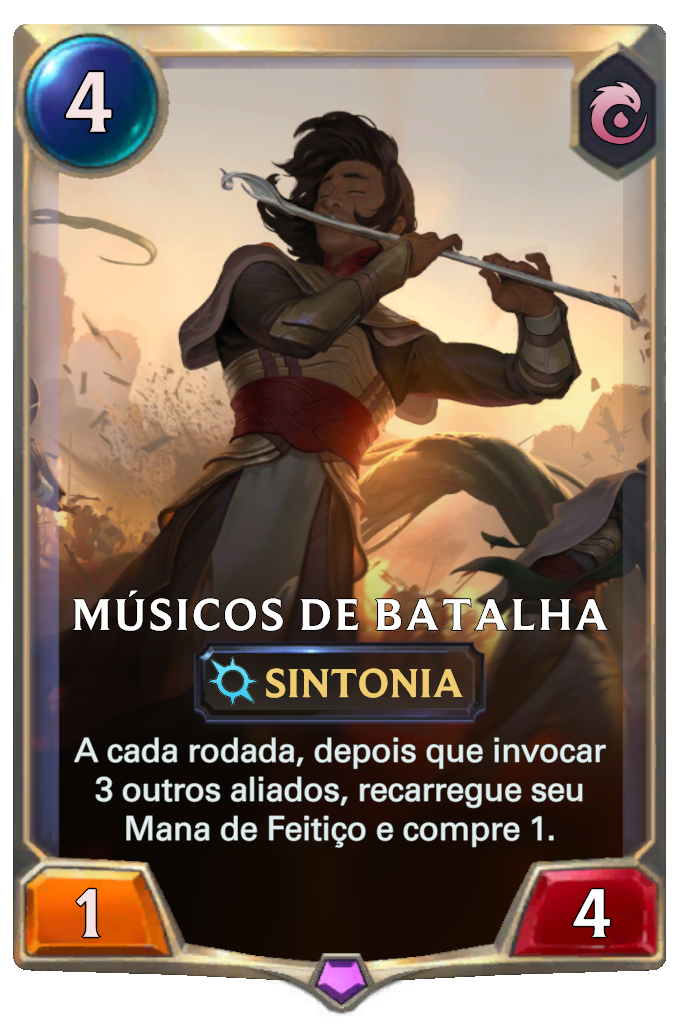 4
MÚSICOS DE BATALHA
SINTONIA
A cada rodada, depois que invocar
3 outros aliados, recarregue seu
Mana de Feitiço e compre 1.
1
4